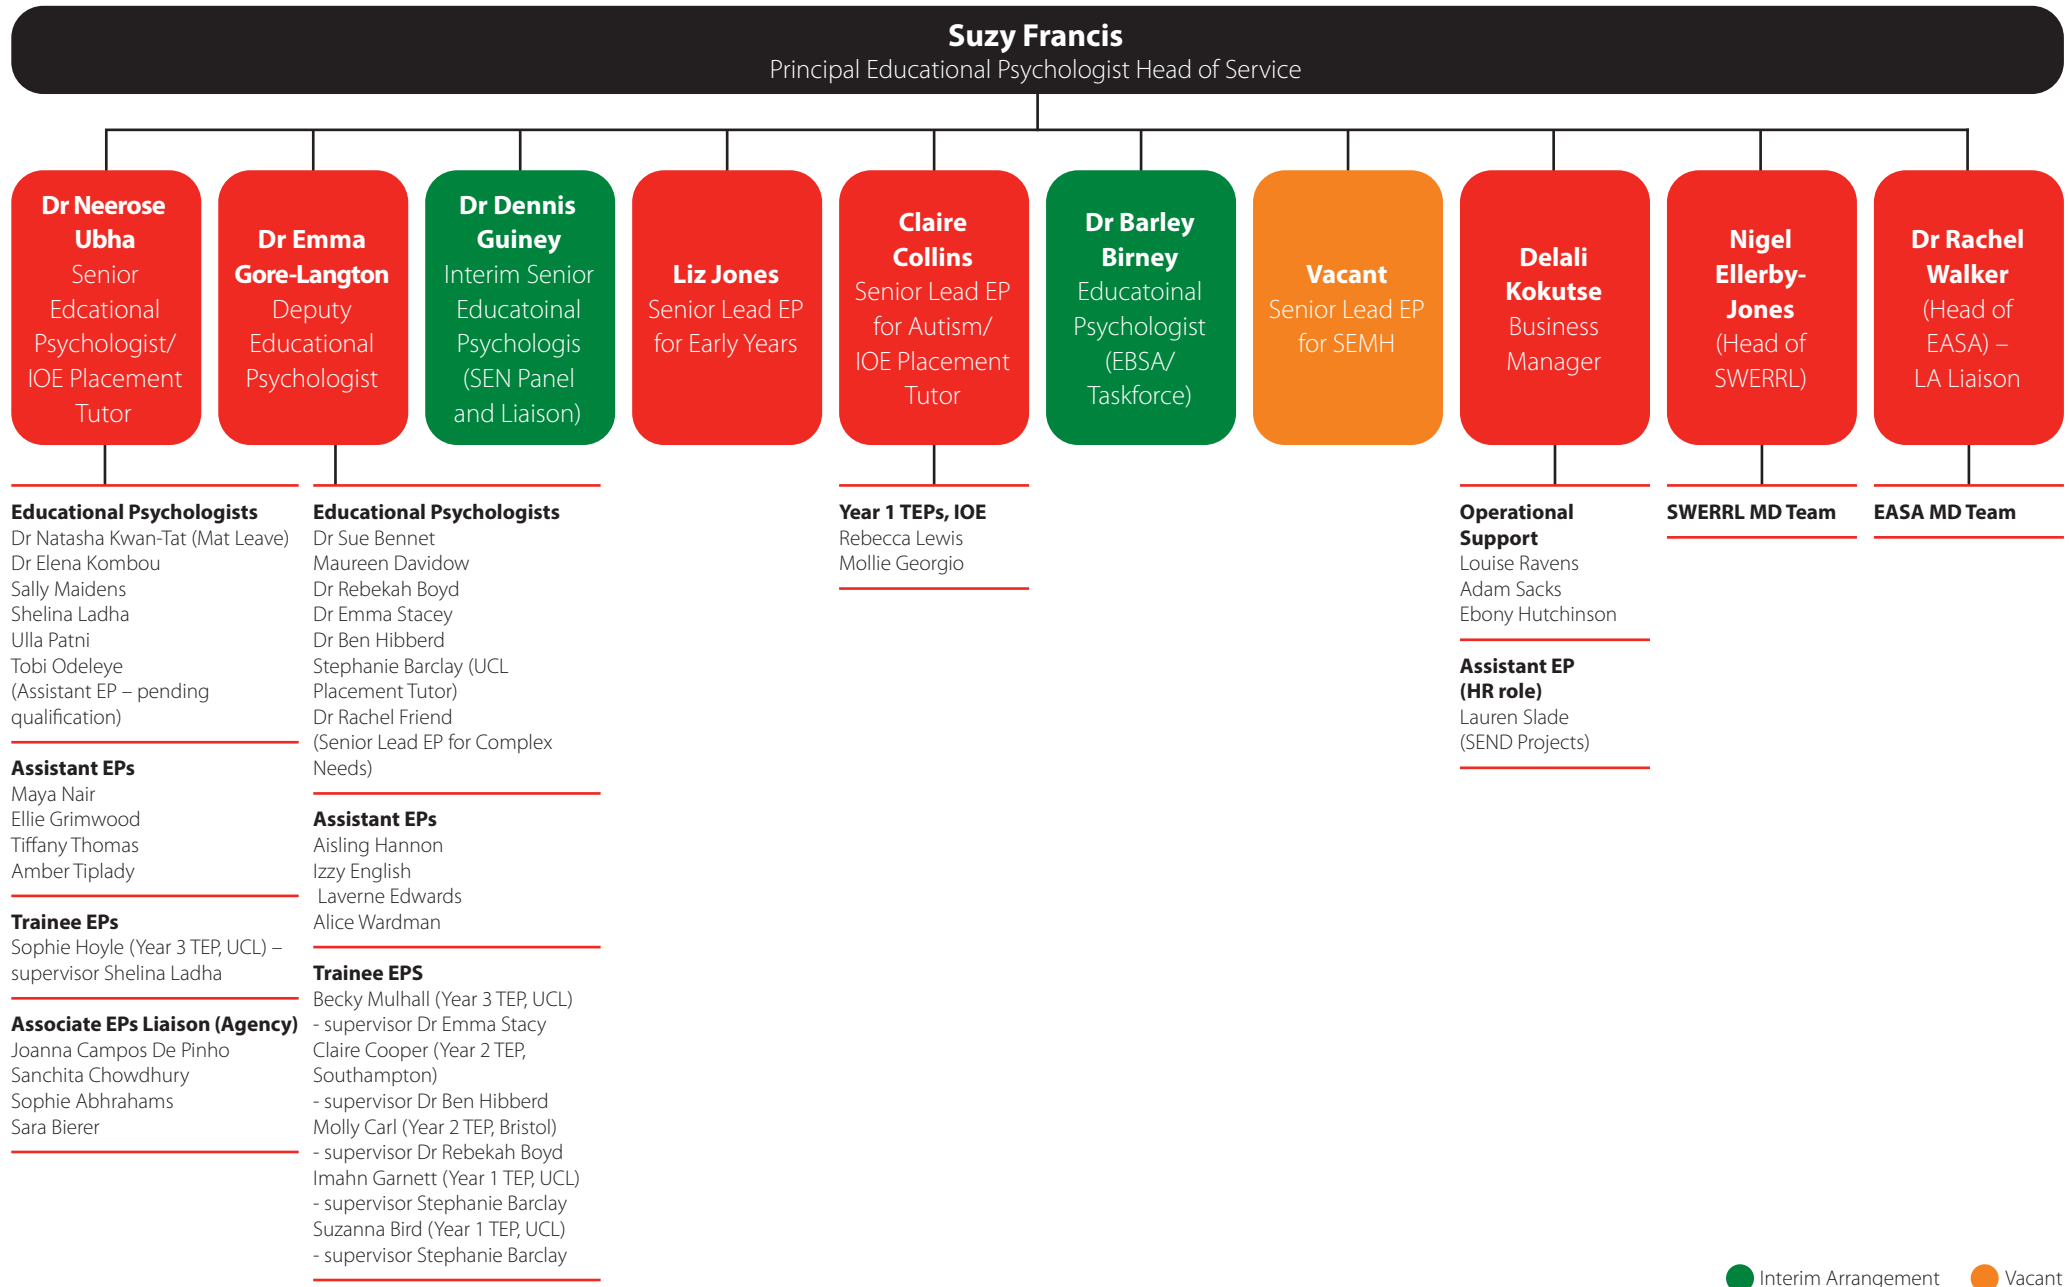 Suzy Francis
Principal Educational Psychologist Head of Service
Dr Neerose
Ubha
Senior
Edcational
Psychologist/
IOE Placement
Tutor
Dr Emma
Gore-Langton
Deputy
Educational
Psychologist
Dr Dennis
Guiney
Interim Senior
Educatoinal
Psychologis
(SEN Panel
and Liaison)
Liz Jones
Senior Lead EP
for Early Years
Claire
Collins
Senior Lead EP
for Autism/
IOE Placement
Tutor
Dr Barley
Birney
Educatoinal
Psychologist
(EBSA/
Taskforce)
Vacant
Senior Lead EP
for SEMH
Delali
Kokutse
Business
Manager
Nigel
Ellerby-
Jones
(Head of
SWERRL)
Dr Rachel
Walker
(Head of
EASA) –
LA Liaison
Educational Psychologists
Dr Natasha Kwan-Tat (Mat Leave)
Dr Elena Kombou
Sally Maidens
Shelina Ladha
Ulla Patni
Tobi Odeleye
(Assistant EP – pending
qualification)
Assistant EPs
Maya Nair
Ellie Grimwood
Tiffany Thomas
Amber Tiplady
Trainee EPs
Sophie Hoyle (Year 3 TEP, UCL) –
supervisor Shelina Ladha
Associate EPs Liaison (Agency)
Joanna Campos De Pinho
Sanchita Chowdhury
Sophie Abhrahams
Sara Bierer
Educational Psychologists
Dr Sue Bennet
Maureen Davidow
Dr Rebekah Boyd
Dr Emma Stacey
Dr Ben Hibberd
Stephanie Barclay (UCL
Placement Tutor)
Dr Rachel Friend
(Senior Lead EP for Complex
Needs)
Assistant EPs
Aisling Hannon
Izzy English
Laverne Edwards
Alice Wardman
Trainee EPS
Becky Mulhall (Year 3 TEP, UCL)
- supervisor Dr Emma Stacy
Claire Cooper (Year 2 TEP,
Southampton)
- supervisor Dr Ben Hibberd
Molly Carl (Year 2 TEP, Bristol)
- supervisor Dr Rebekah Boyd
Imahn Garnett (Year 1 TEP, UCL)
- supervisor Stephanie Barclay
Suzanna Bird (Year 1 TEP, UCL)
- supervisor Stephanie Barclay
Year 1 TEPs, IOE
Rebecca Lewis
Mollie Georgio
Operational
Support
Louise Ravens
Adam Sacks
Ebony Hutchinson
Assistant EP
(HR role)
Lauren Slade
(SEND Projects)
SWERRL MD Team
EASA MD Team
Interim Arrangement
Vacant